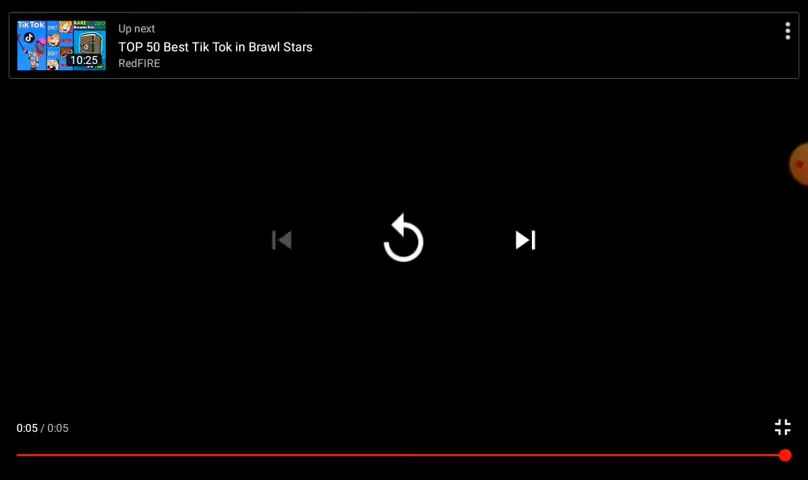 Up next
TOP 50 Best Tik Tok in Brawl Stars
RedFIRE
TikTok
10:25
0:05 / 0:05